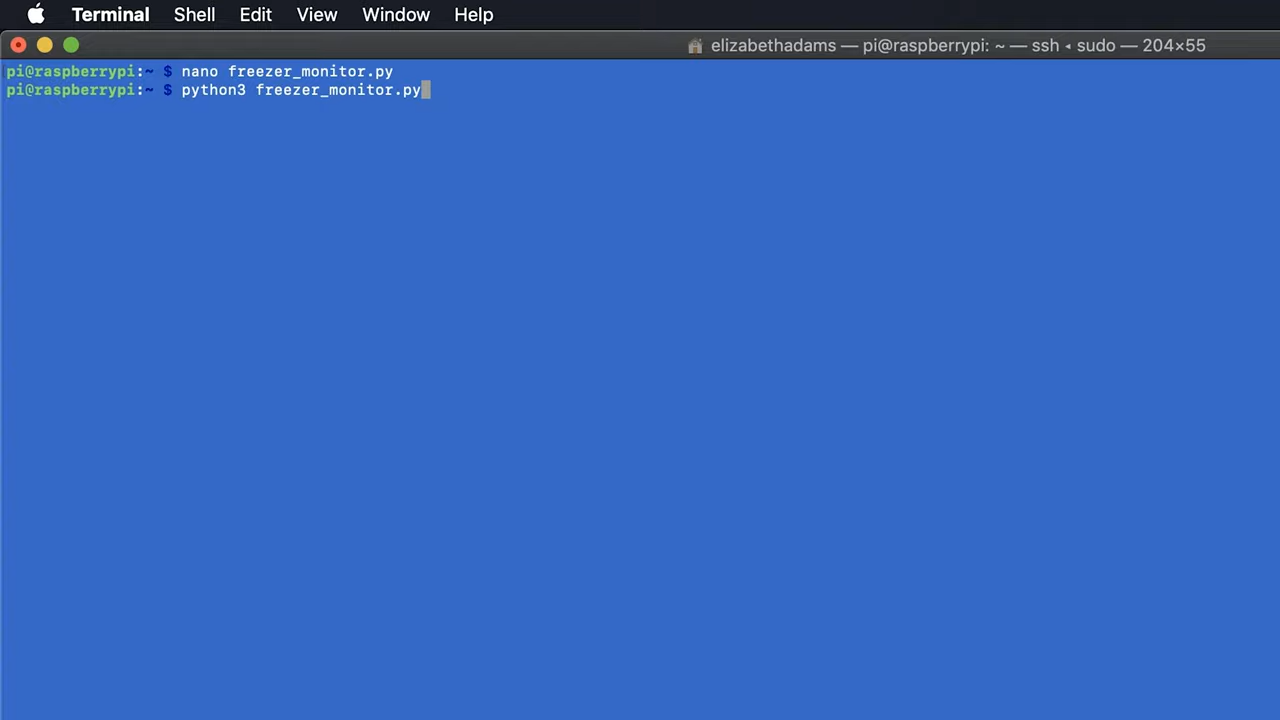 Terminal Shell Edit View Window Help
elizabethadams — pi@raspberrypi: ~ — ssh ◂ sudo — 204×55
pi@raspberrypi:~ $ nano freezer_monitor.py
pi@raspberrypi:~ $ python3 freezer_monitor.py